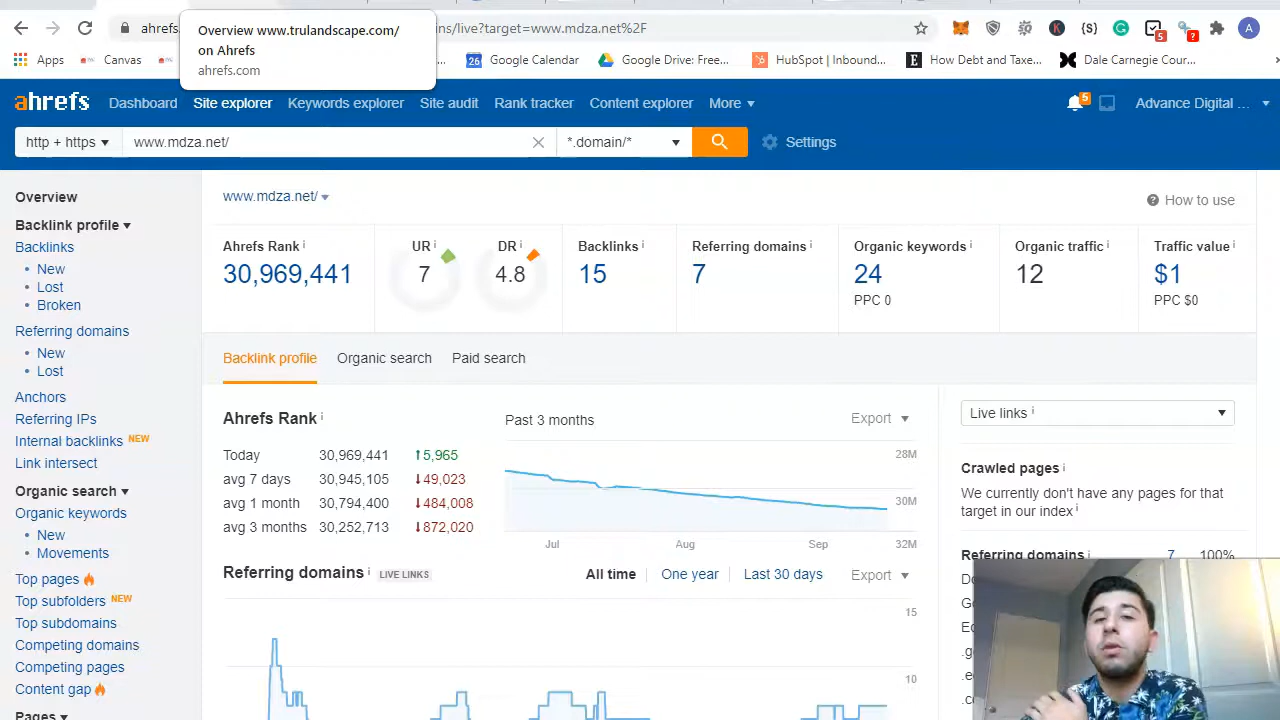 ahrefs.
Overview www.trulandscape.com/
on Ahrefs
ahrefs.com
ins/live?target=www.mdza.net%2F
5
?
A
Apps
Canvas
...
26
Google Calendar
Google Drive: Free...
HubSpot | Inbound...
E
How Debt and Taxe...
Dale Carnegie Cour...
ahrefs
Dashboard
Site explorer
Keywords explorer
Site audit
Rank tracker
Content explorer
More
5
Advance Digital ...
http + https
www.mdza.net/
*.domain/*
Settings
Overview
Backlink profile
Backlinks
New
Lost
Broken
Referring domains
New
Lost
Anchors
Referring IPs
Internal backlinks NEW
Link intersect
Organic search
Organic keywords
New
Movements
Top pages
Top subfolders NEW
Top subdomains
Competing domains
Competing pages
Content gap
Pages
www.mdza.net/
How to use
Ahrefs Rank i
30,969,441
UR i
7
DR i
4.8
Backlinks i
15
Referring domains i
7
Organic keywords i
24
PPC 0
Organic traffic i
12
Traffic value i
$1
PPC $0
Backlink profile
Organic search
Paid search
Ahrefs Rank i
Past 3 months
Export
Today 30,969,441 ↑5,965
avg 7 days 30,945,105 ↓49,023
avg 1 month 30,794,400 ↓484,008
avg 3 months 30,252,713 ↓872,020
28M
30M
32M
Jul
Aug
Sep
Referring domains i LIVE LINKS
All time
One year
Last 30 days
Export
15
10
Live links i
Crawled pages i
We currently don't have any pages for that
target in our index i
Referring domains 7 100%
.g
.e
.c